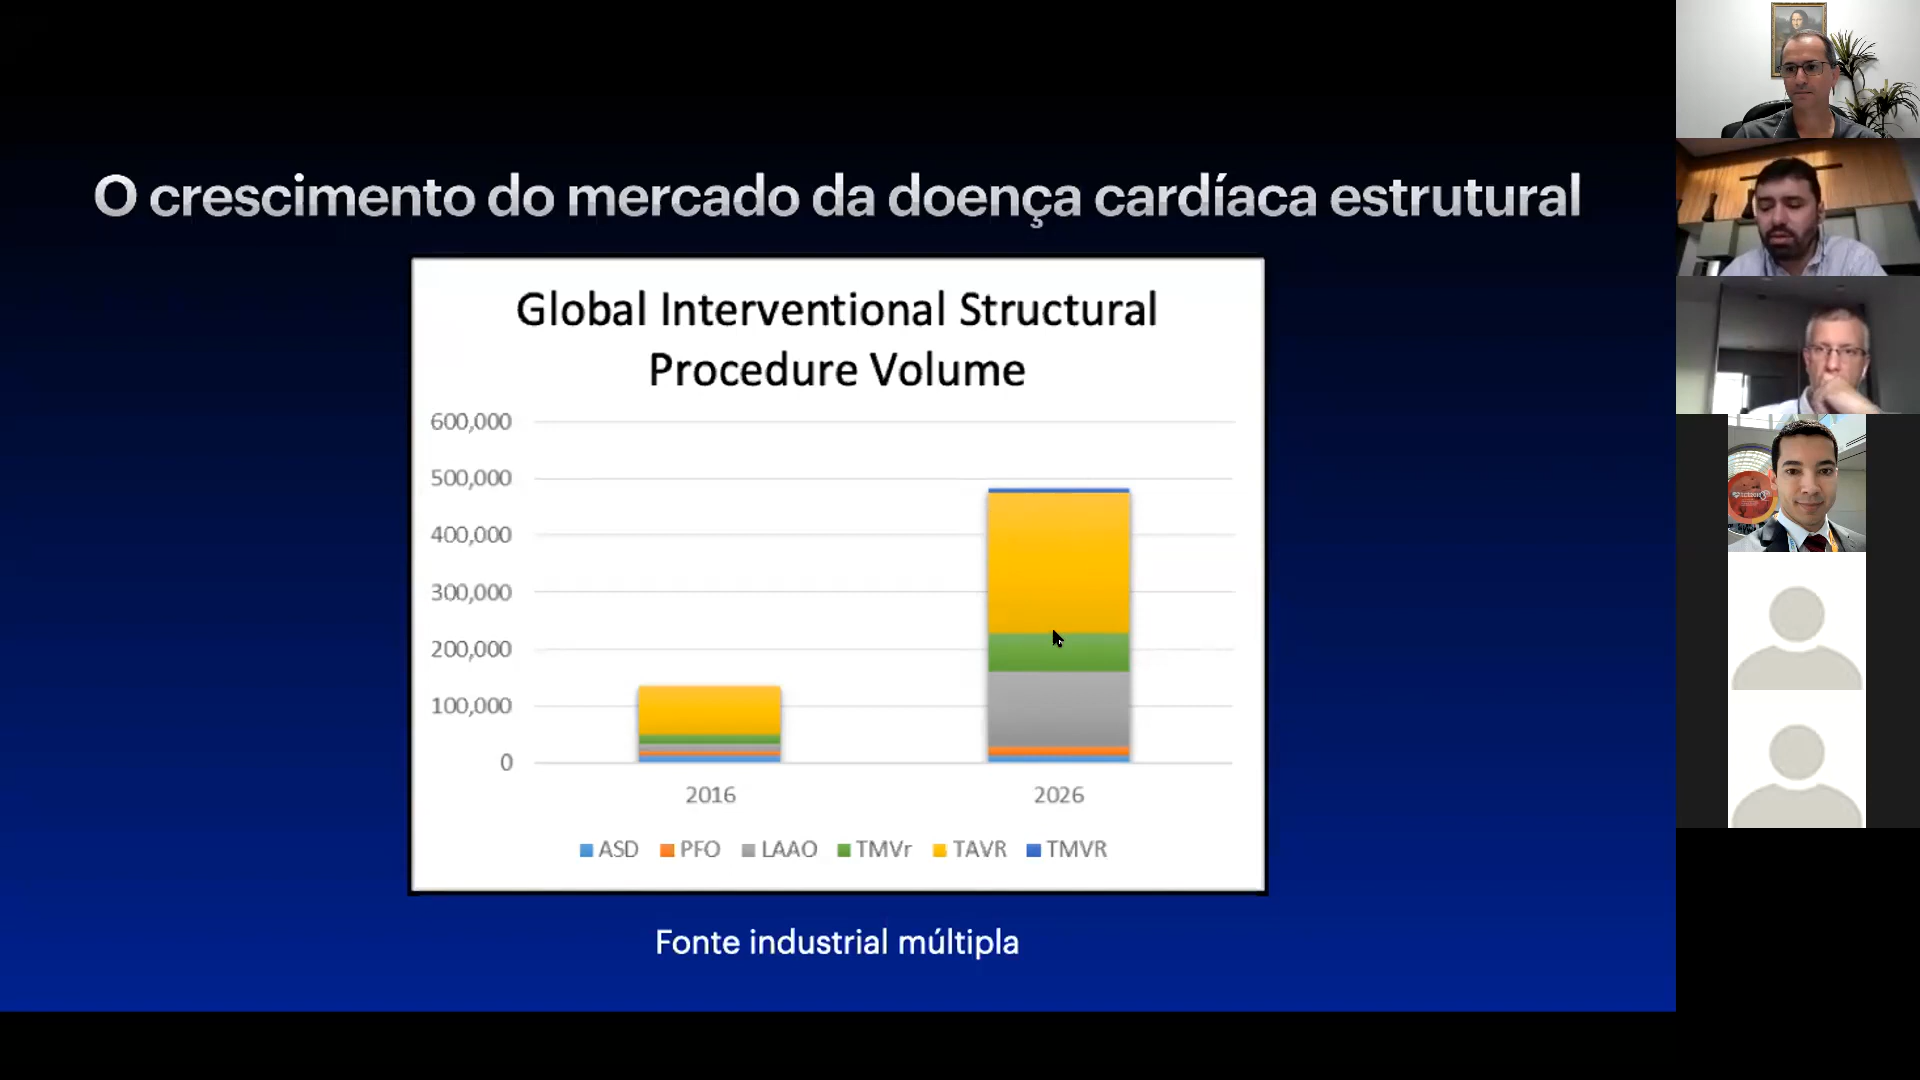 O crescimento do mercado da doença cardíaca estrutural
Global Interventional Structural
Procedure Volume
600,000
500,000
400,000
300,000
200,000
100,000
0
2016 2026
ASD PFO LAAO TMVr TAVR TMVR
Fonte industrial múltipla